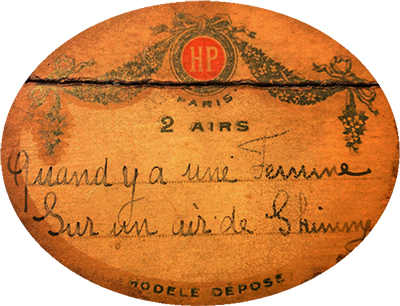 HP
PARIS
2 AIRS
Quand y a une Femme
Sur un air de Shimmy
MODELE DEPOSE